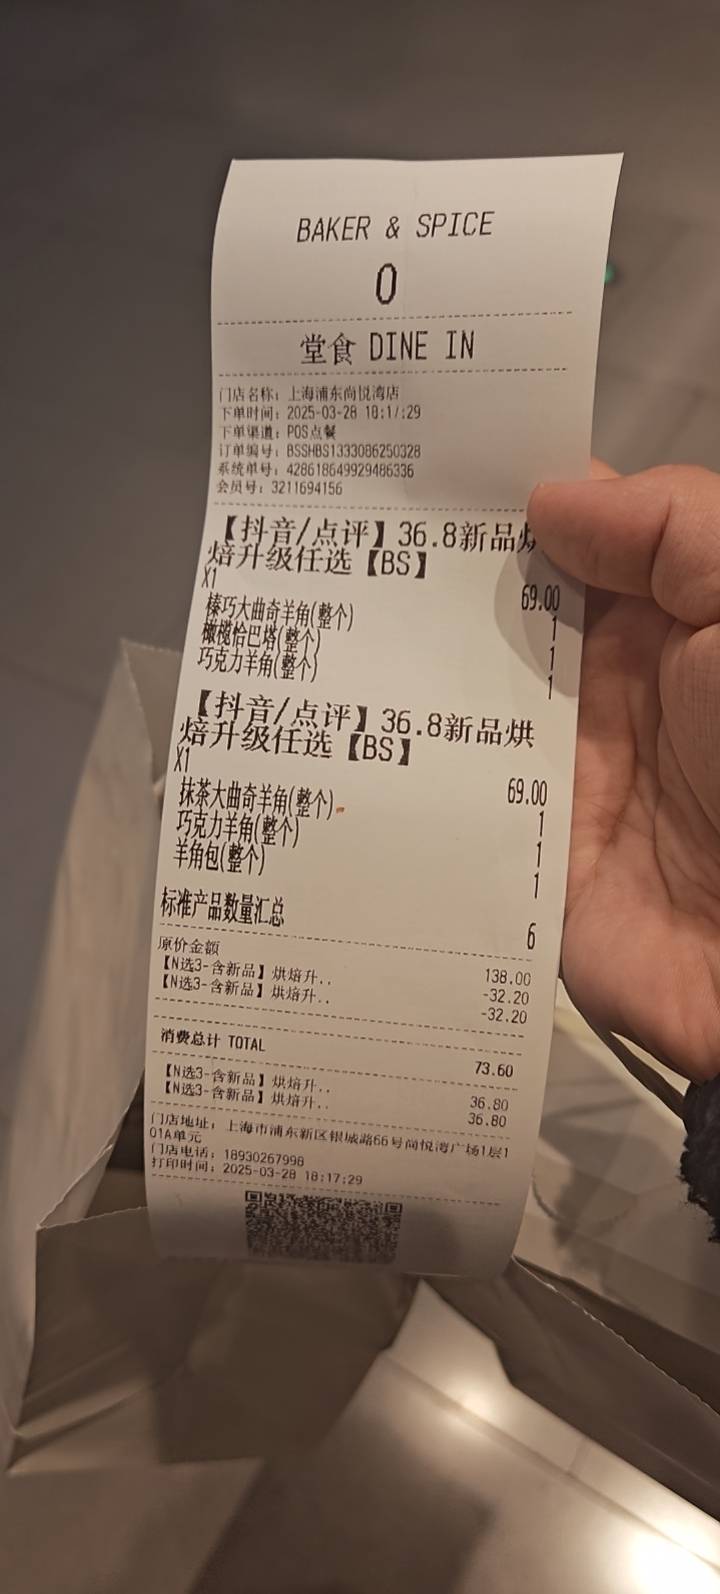 BAKER & SPICE
0
堂食 DINE IN
门店名称: 上海浦东尚悦湾店
下单时间: 2025-03-28 18:17:29
下单渠道: POS点餐
订单编号: BSSHBS1333086250328
系统单号: 428618649929486336
会员号: 3211694156
【抖音/点评】36.8新品烘
焙升级任选【BS】
X1
69.00
榛巧大曲奇羊角(整个)
1
橄榄恰巴塔(整个)
1
巧克力羊角(整个)
1
【抖音/点评】36.8新品烘
焙升级任选【BS】
X1
69.00
抹茶大曲奇羊角(整个)
1
巧克力羊角(整个)
1
羊角包(整个)
1
标准产品数量汇总
6
原价金额
138.00
【N选3-含新品】烘焙升..
-32.20
【N选3-含新品】烘焙升..
-32.20
消费总计 TOTAL
73.60
【N选3-含新品】烘焙升..
36.80
【N选3-含新品】烘焙升..
36.80
门店地址: 上海市浦东新区银城路66号尚悦湾广场1层1
01A单元
门店电话: 18930267998
打印时间: 2025-03-28 18:17:29